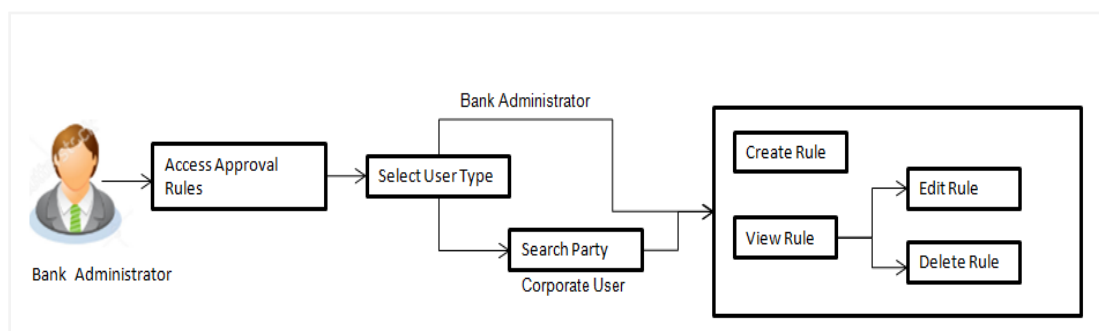 Bank Administrator
Access Approval
Rules
Select User Type
Bank Administrator
Search Party
Corporate User
Create Rule
View Rule
Edit Rule
Delete Rule